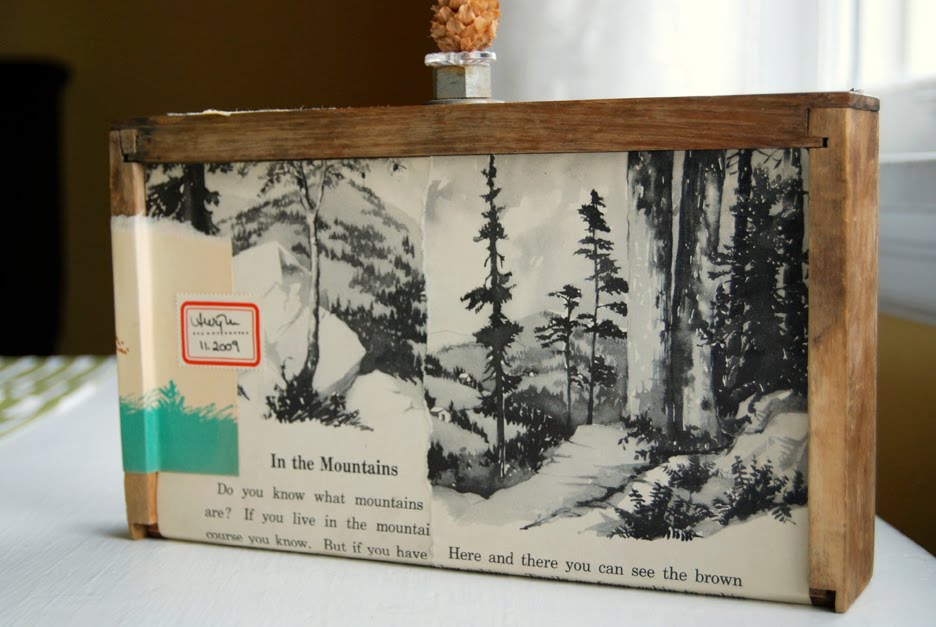 11.2009
In the Mountains
Do you know what mountains
are? If you live in the mountai
course you know. But if you have
Here and there you can see the brown